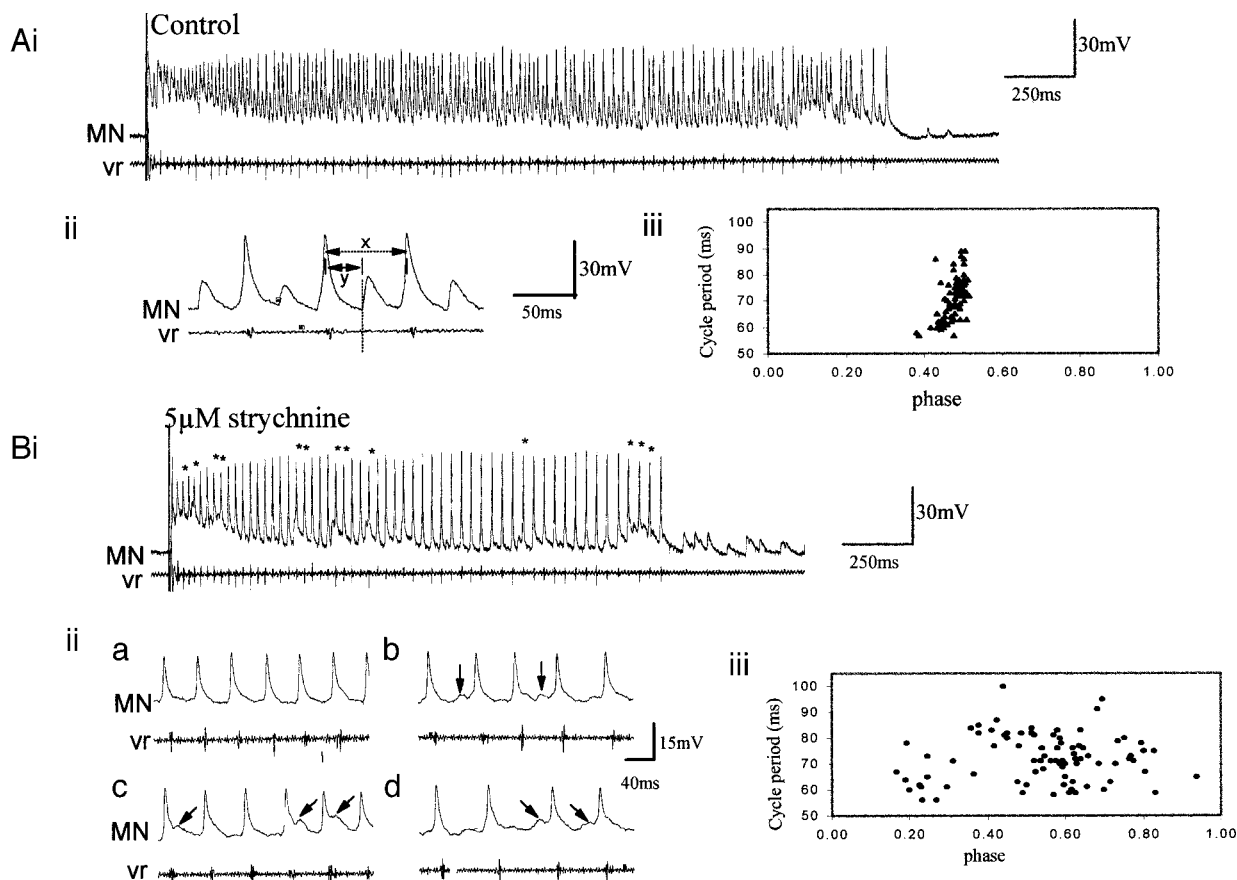 Ai
Control
30mV
250ms
MN
vr
ii
x
y
MN
vr
30mV
50ms
iii
Cycle period (ms)
100
90
80
70
60
50
0.00 0.20 0.40 0.60 0.80 1.00
phase
Bi
5µM strychnine
* * ** ** ** * * * * *
MN
vr
30mV
250ms
ii
a
MN
vr
b
15mV
40ms
c
MN
vr
d
iii
Cycle period (ms)
100
90
80
70
60
50
0.00 0.20 0.40 0.60 0.80 1.00
phase